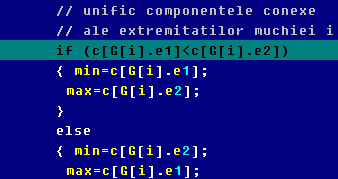 // unific componentele conexe
// ale extremitatilor muchiei i
if (c[G[i].e1]<c[G[i].e2])
{ min=c[G[i].e1];
max=c[G[i].e2];
}
else
{ min=c[G[i].e2];
max=c[G[i].e1];